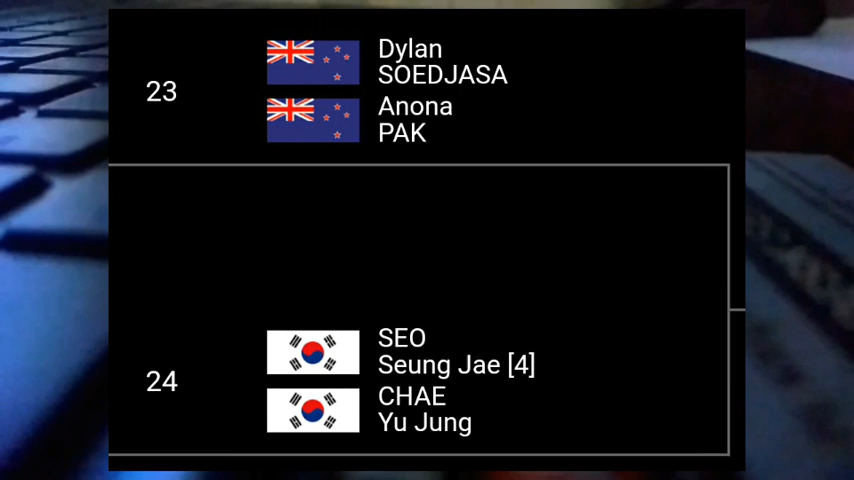 23
Dylan
SOEDJASA
Anona
PAK
24
SEO
Seung Jae [4]
CHAE
Yu Jung